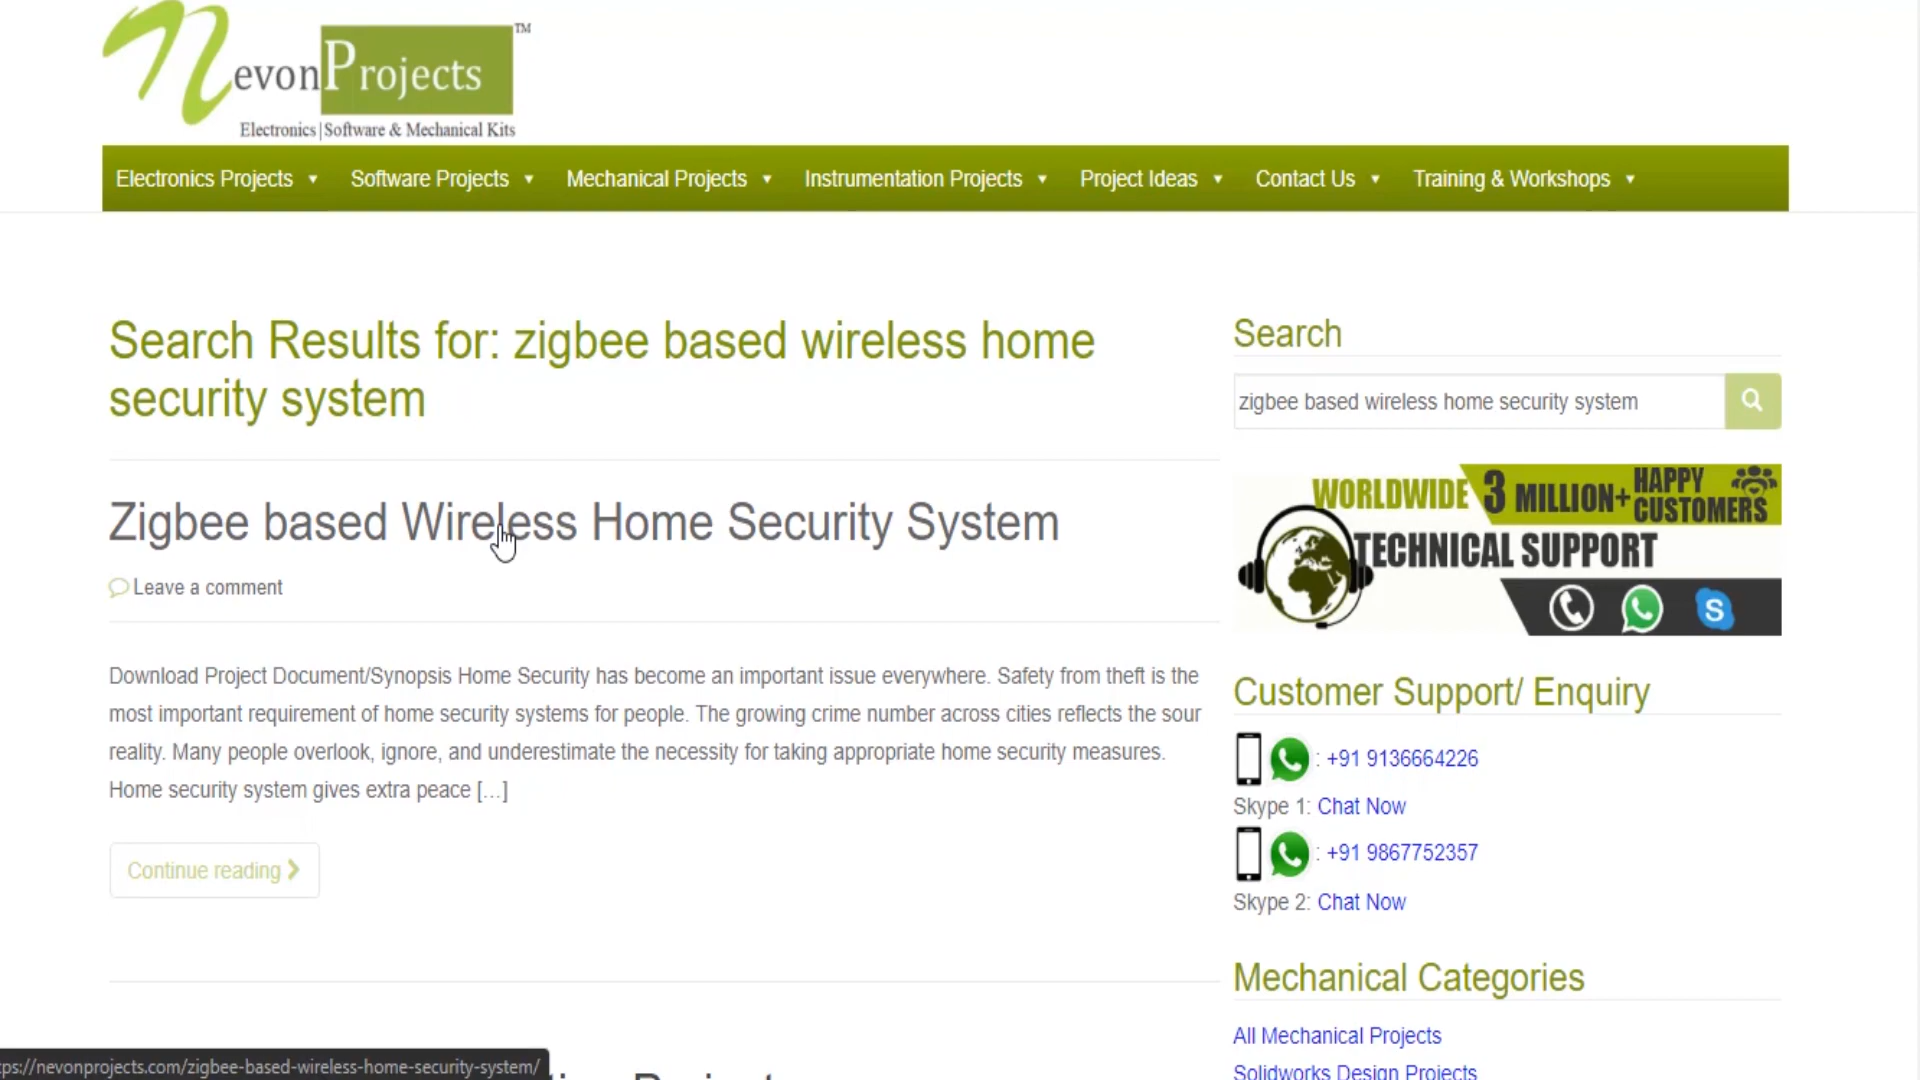 NevonProjects™
Electronics|Software & Mechanical Kits
Electronics Projects ▾ Software Projects ▾ Mechanical Projects ▾ Instrumentation Projects ▾ Project Ideas ▾ Contact Us ▾ Training & Workshops ▾
Search Results for: zigbee based wireless home
security system
Zigbee based Wireless Home Security System
Leave a comment
Download Project Document/Synopsis Home Security has become an important issue everywhere. Safety from theft is the
most important requirement of home security systems for people. The growing crime number across cities reflects the sour
reality. Many people overlook, ignore, and underestimate the necessity for taking appropriate home security measures.
Home security system gives extra peace […]
Continue reading
Search
zigbee based wireless home security system
WORLDWIDE 3 MILLION+ HAPPY CUSTOMERS
TECHNICAL SUPPORT
Customer Support/ Enquiry
: +91 9136664226
Skype 1: Chat Now
: +91 9867752357
Skype 2: Chat Now
Mechanical Categories
All Mechanical Projects
Solidworks Design Projects
tps://nevonprojects.com/zigbee-based-wireless-home-security-system/